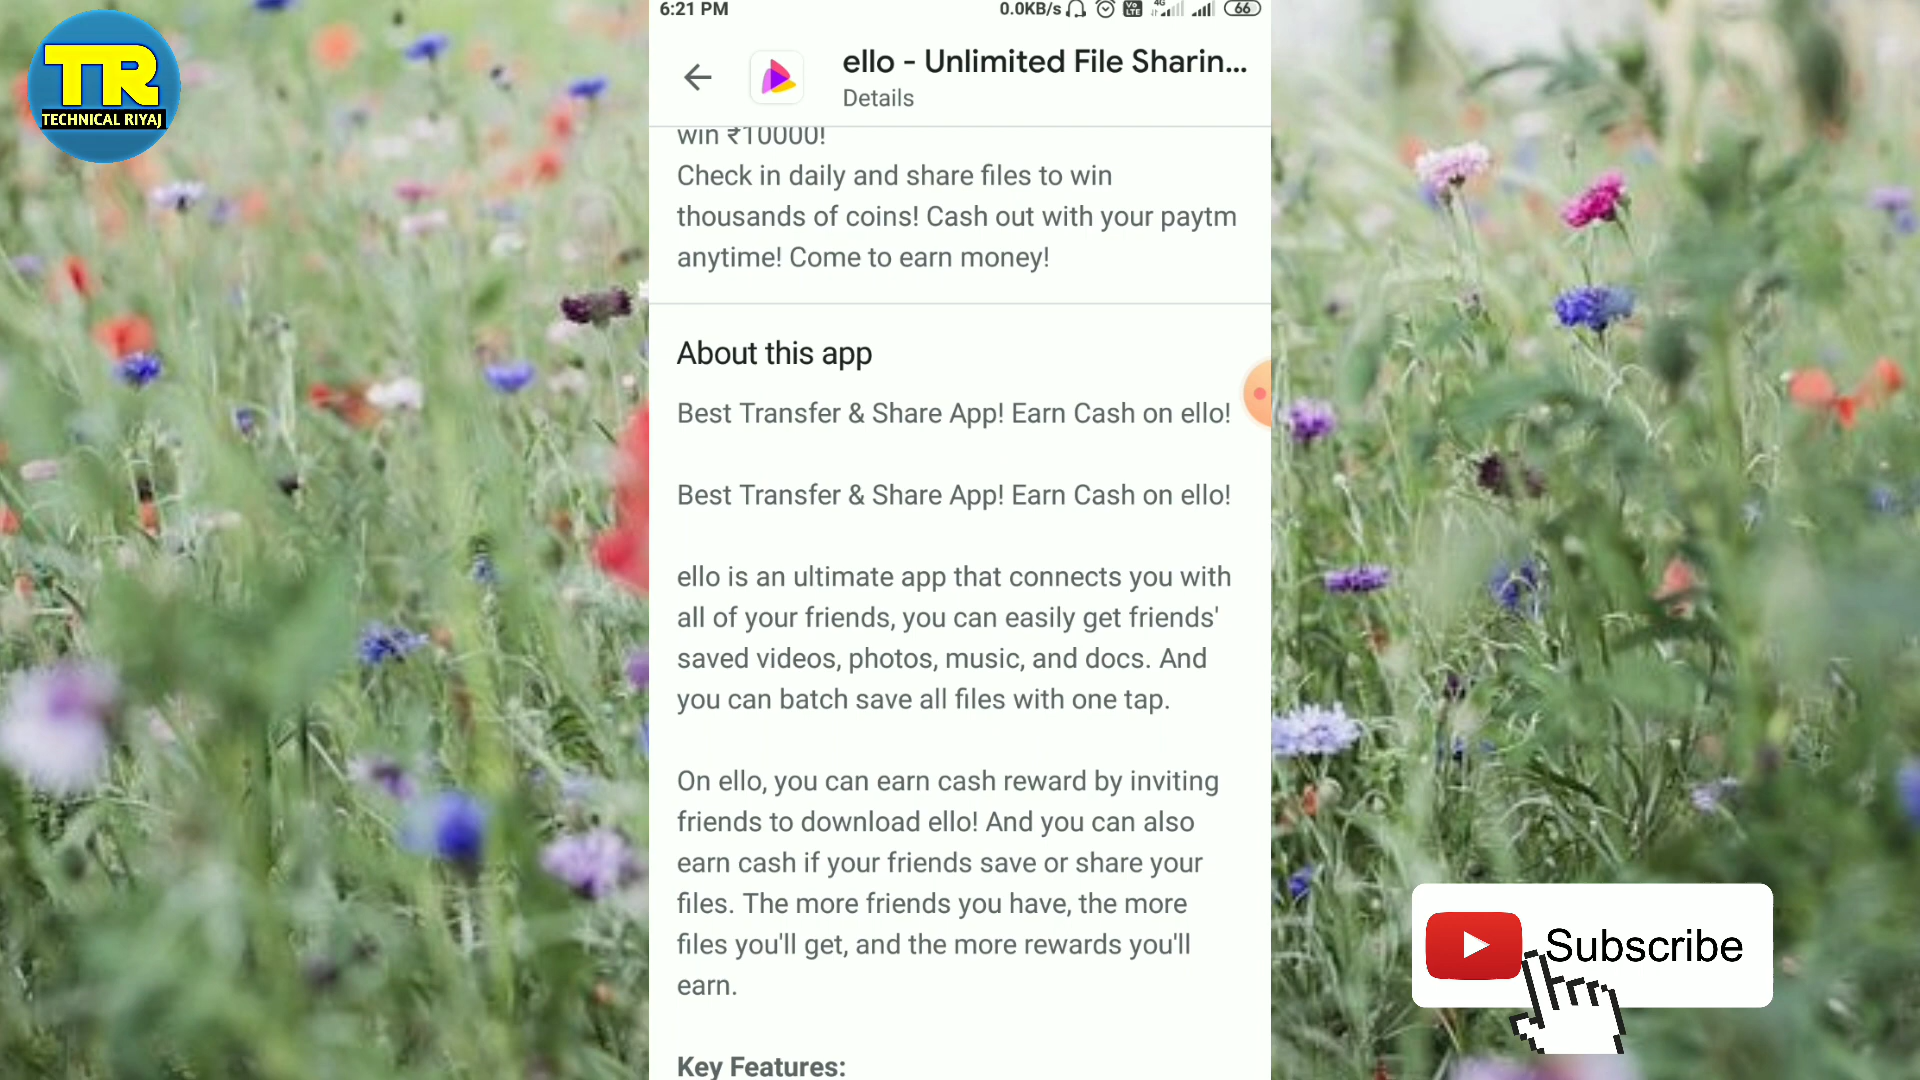 TR
TECHNICAL RIYAJ
6:21 PM
0.0KB/s
Vo LTE
4G
66
ello - Unlimited File Sharin...
Details
win ₹10000!
Check in daily and share files to win
thousands of coins! Cash out with your paytm
anytime! Come to earn money!
About this app
Best Transfer & Share App! Earn Cash on ello!
Best Transfer & Share App! Earn Cash on ello!
ello is an ultimate app that connects you with
all of your friends, you can easily get friends'
saved videos, photos, music, and docs. And
you can batch save all files with one tap.
On ello, you can earn cash reward by inviting
friends to download ello! And you can also
earn cash if your friends save or share your
files. The more friends you have, the more
files you'll get, and the more rewards you'll
earn.
Key Features:
Subscribe